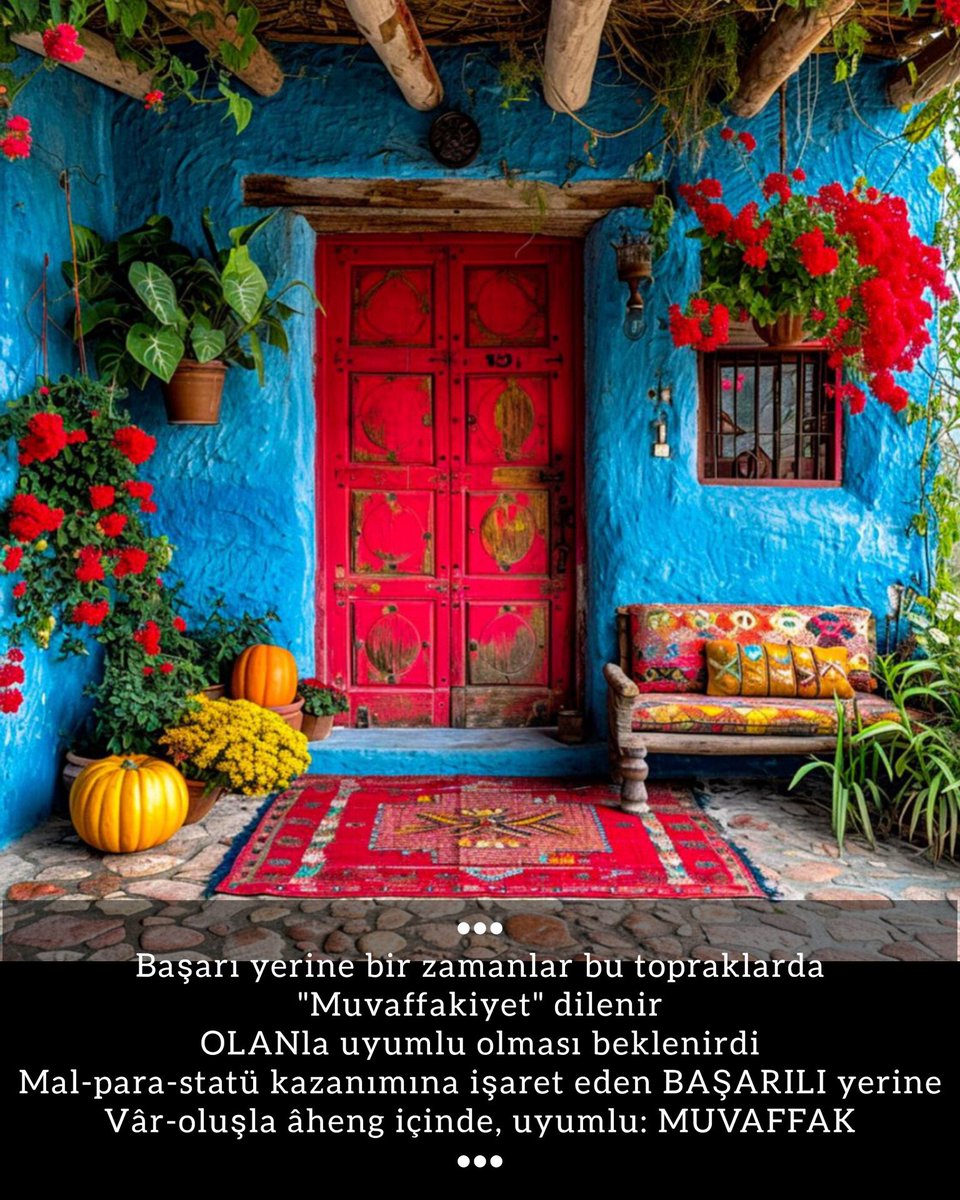 •••
Başarı yerine bir zamanlar bu topraklarda
"Muvaffakiyet" dilenir
OLANla uyumlu olması beklenirdi
Mal-para-statü kazanımına işaret eden BAŞARILI yerine
Vâr-oluşla âheng içinde, uyumlu: MUVAFFAK
•••